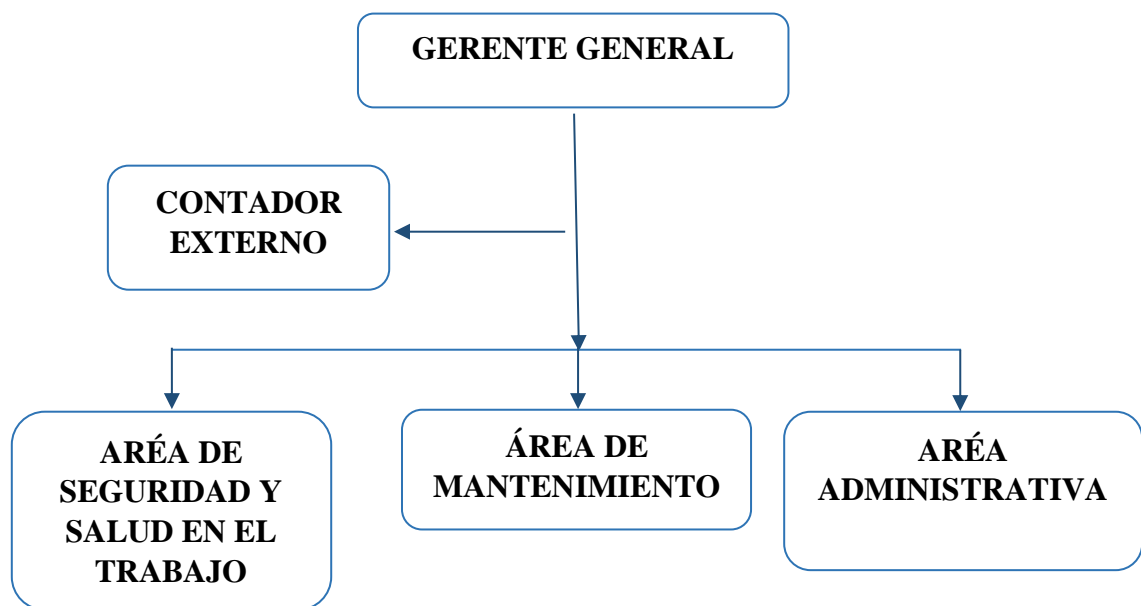 GERENTE GENERAL
CONTADOR
EXTERNO
ARÉA DE
SEGURIDAD Y
SALUD EN EL
TRABAJO
ÁREA DE
MANTENIMIENTO
ARÉA
ADMINISTRATIVA